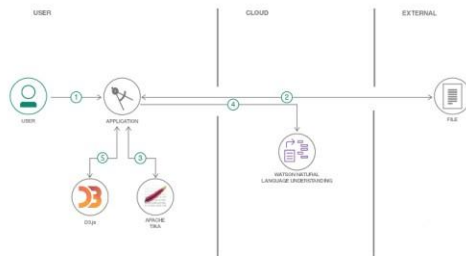 USER
CLOUD
EXTERNAL
1
2
4
USER
APPLICATION
FILE
5
3
WATSON NATURAL
LANGUAGE UNDERSTANDING
D3.js
APACHE
TIKA